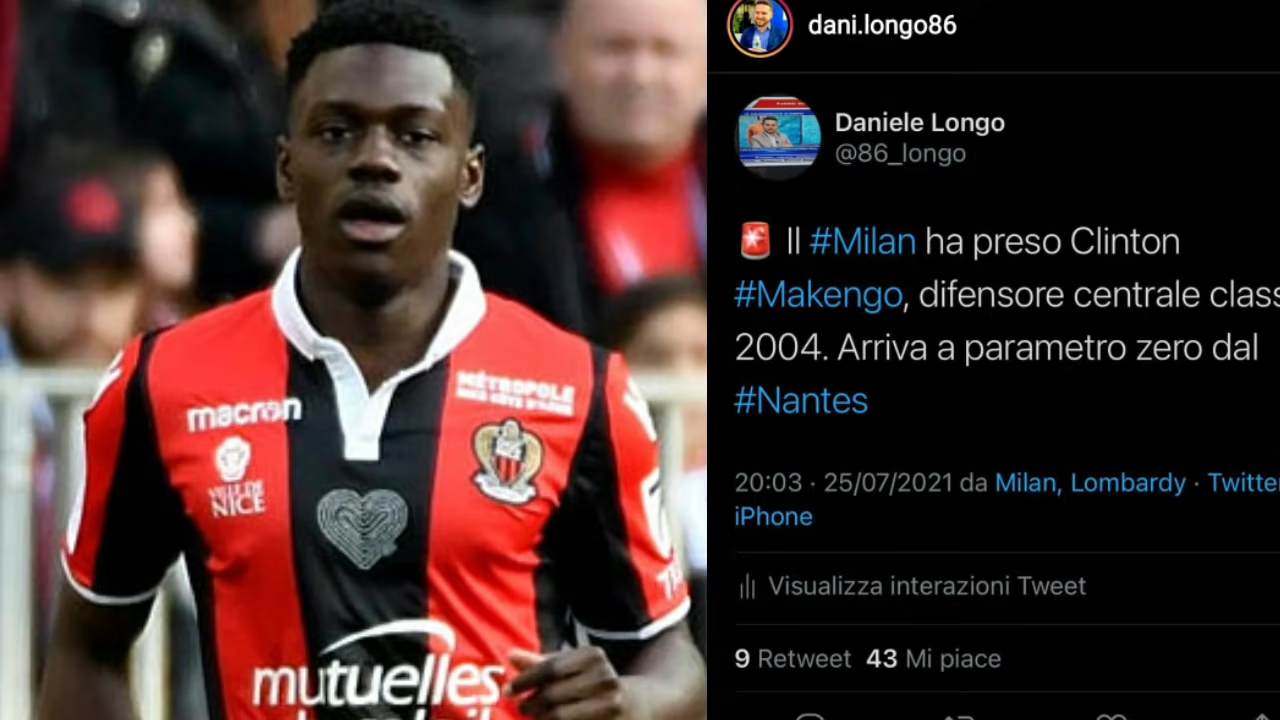 MÉTROPOLE
NICE CÔTE D'AZUR
macron
VILLE DE
NICE
mutuelles
dani.longo86
Daniele Longo
@86_longo
🚨 Il #Milan ha preso Clinton
#Makengo, difensore centrale class
2004. Arriva a parametro zero dal
#Nantes
20:03 · 25/07/2021 da Milan, Lombardy · Twitter
iPhone
Visualizza interazioni Tweet
9 Retweet 43 Mi piace